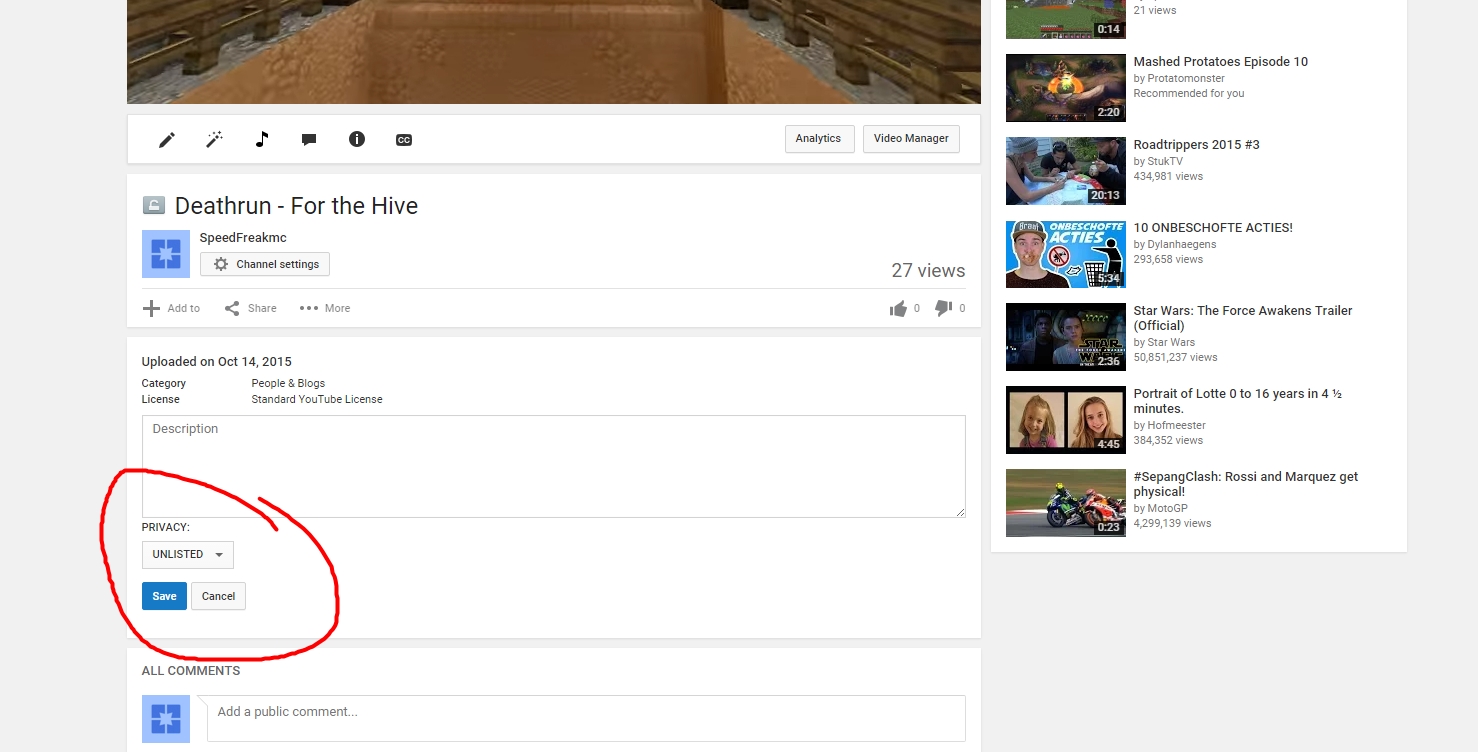 CC
Analytics
Video Manager
Deathrun - For the Hive
SpeedFreakmc
Channel settings
27 views
Add to
Share
More
0
0
Uploaded on Oct 14, 2015
Category People & Blogs
License Standard YouTube License
Description
PRIVACY:
UNLISTED
Save
Cancel
ALL COMMENTS
Add a public comment...
21 views
0:14
Mashed Protatoes Episode 10
by Protatomonster
Recommended for you
2:20
Roadtrippers 2015 #3
by StukTV
434,981 views
20:13
10 ONBESCHOFTE ACTIES!
by Dylanhaegens
293,658 views
ONBESCHOFTE
ACTIES
5:34
Star Wars: The Force Awakens Trailer
(Official)
by Star Wars
50,851,237 views
STAR
WARS
2:36
Portrait of Lotte 0 to 16 years in 4 ½
minutes.
by Hofmeester
384,352 views
4:45
#SepangClash: Rossi and Marquez get
physical!
by MotoGP
4,299,139 views
0:23